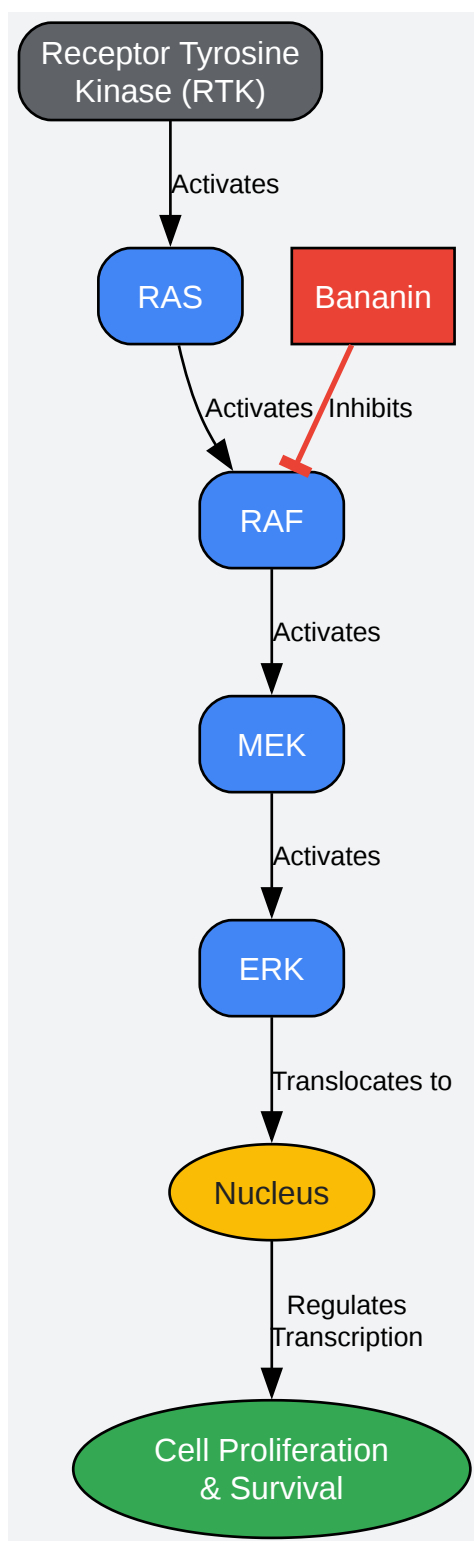 Receptor Tyrosine
Kinase (RTK)
Activates
RAS
Bananin
Activates
Inhibits
RAF
Activates
MEK
Activates
ERK
Translocates to
Nucleus
Regulates
Transcription
Cell Proliferation
& Survival